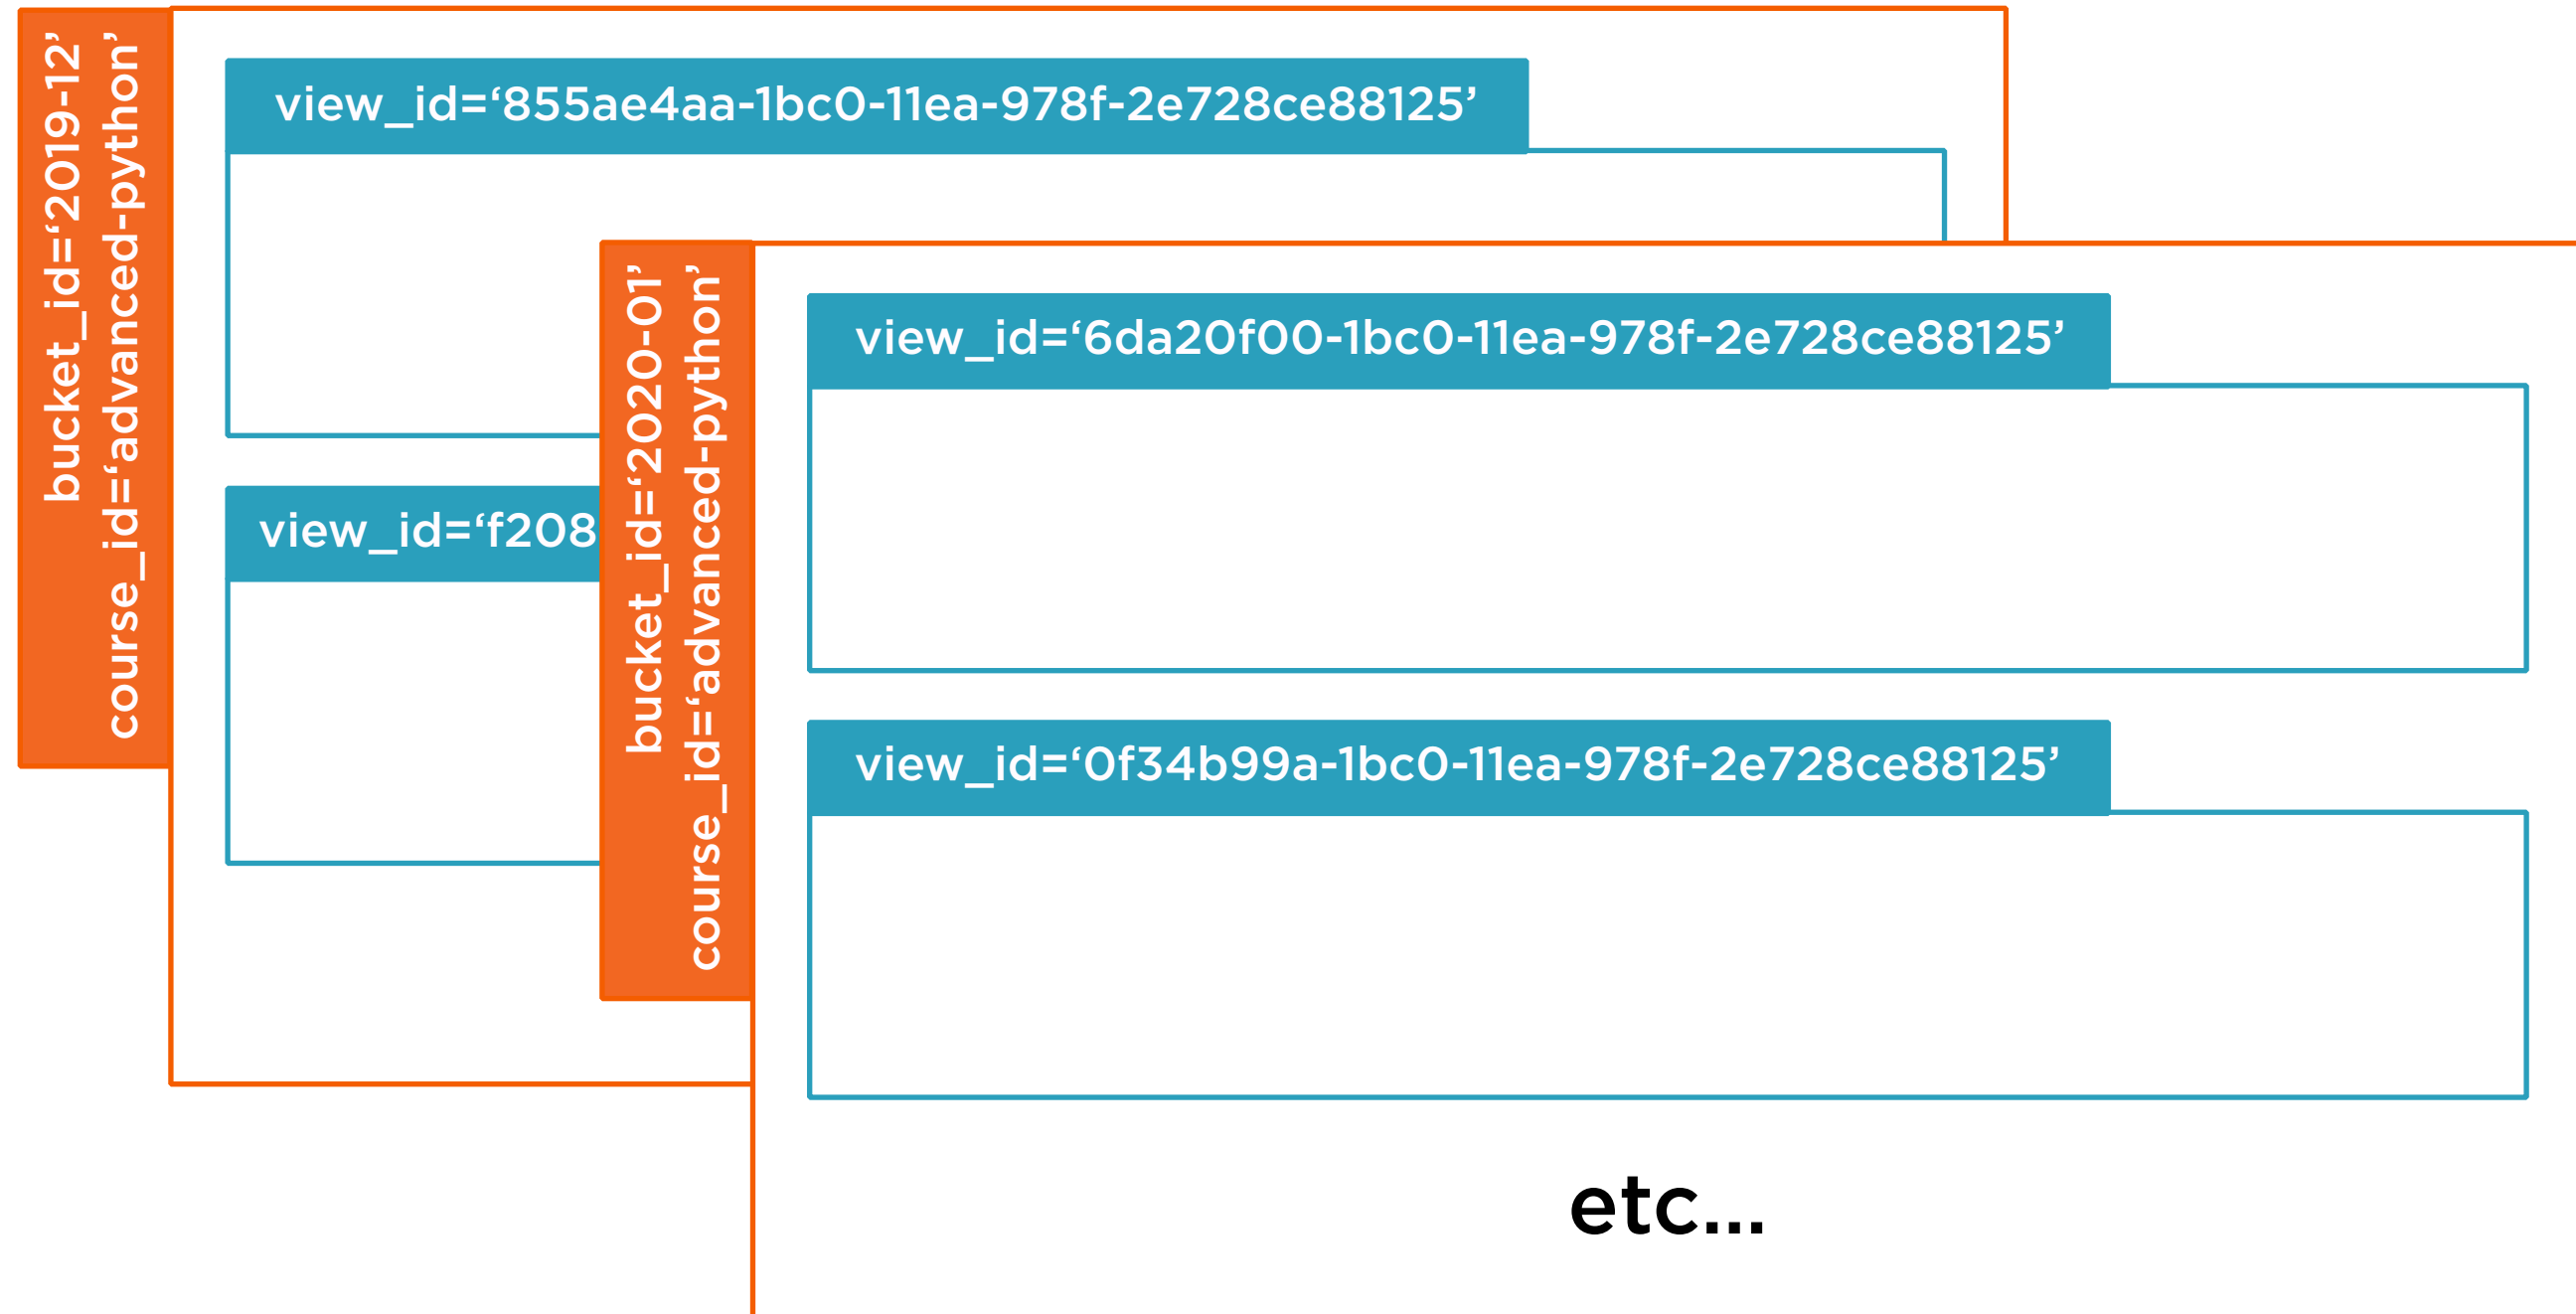 bucket_id=‘2019-12’
course_id=‘advanced-python’
view_id=‘855ae4aa-1bc0-11ea-978f-2e728ce88125’
view_id=‘f208
bucket_id=‘2020-01’
course_id=‘advanced-python’
view_id=‘6da20f00-1bc0-11ea-978f-2e728ce88125’
view_id=‘0f34b99a-1bc0-11ea-978f-2e728ce88125’
etc...